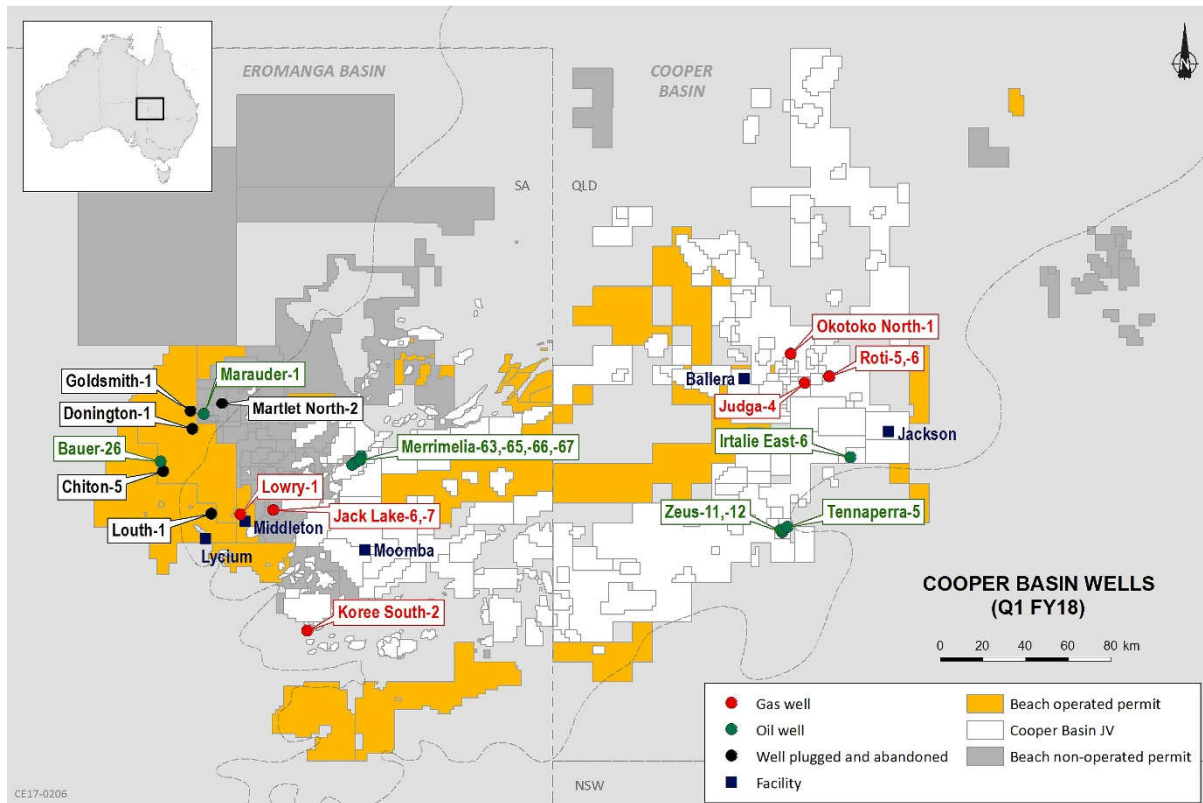 EROMANGA BASIN
COOPER
BASIN
N
SA
QLD
Okotoko North-1
Roti-5,-6
Ballera
Judga-4
Goldsmith-1
Marauder-1
Donington-1
Martlet North-2
Jackson
Bauer-26
Merrimelia-63,-65,-66,-67
Irtalie East-6
Chiton-5
Lowry-1
Jack Lake-6,-7
Zeus-11,-12
Tennaperra-5
Louth-1
Middleton
Lycium
Moomba
Koree South-2
COOPER BASIN WELLS
(Q1 FY18)
0 20 40 60 80 km
Gas well
Oil well
Well plugged and abandoned
Facility
Beach operated permit
Cooper Basin JV
Beach non-operated permit
NSW
CE17-0206